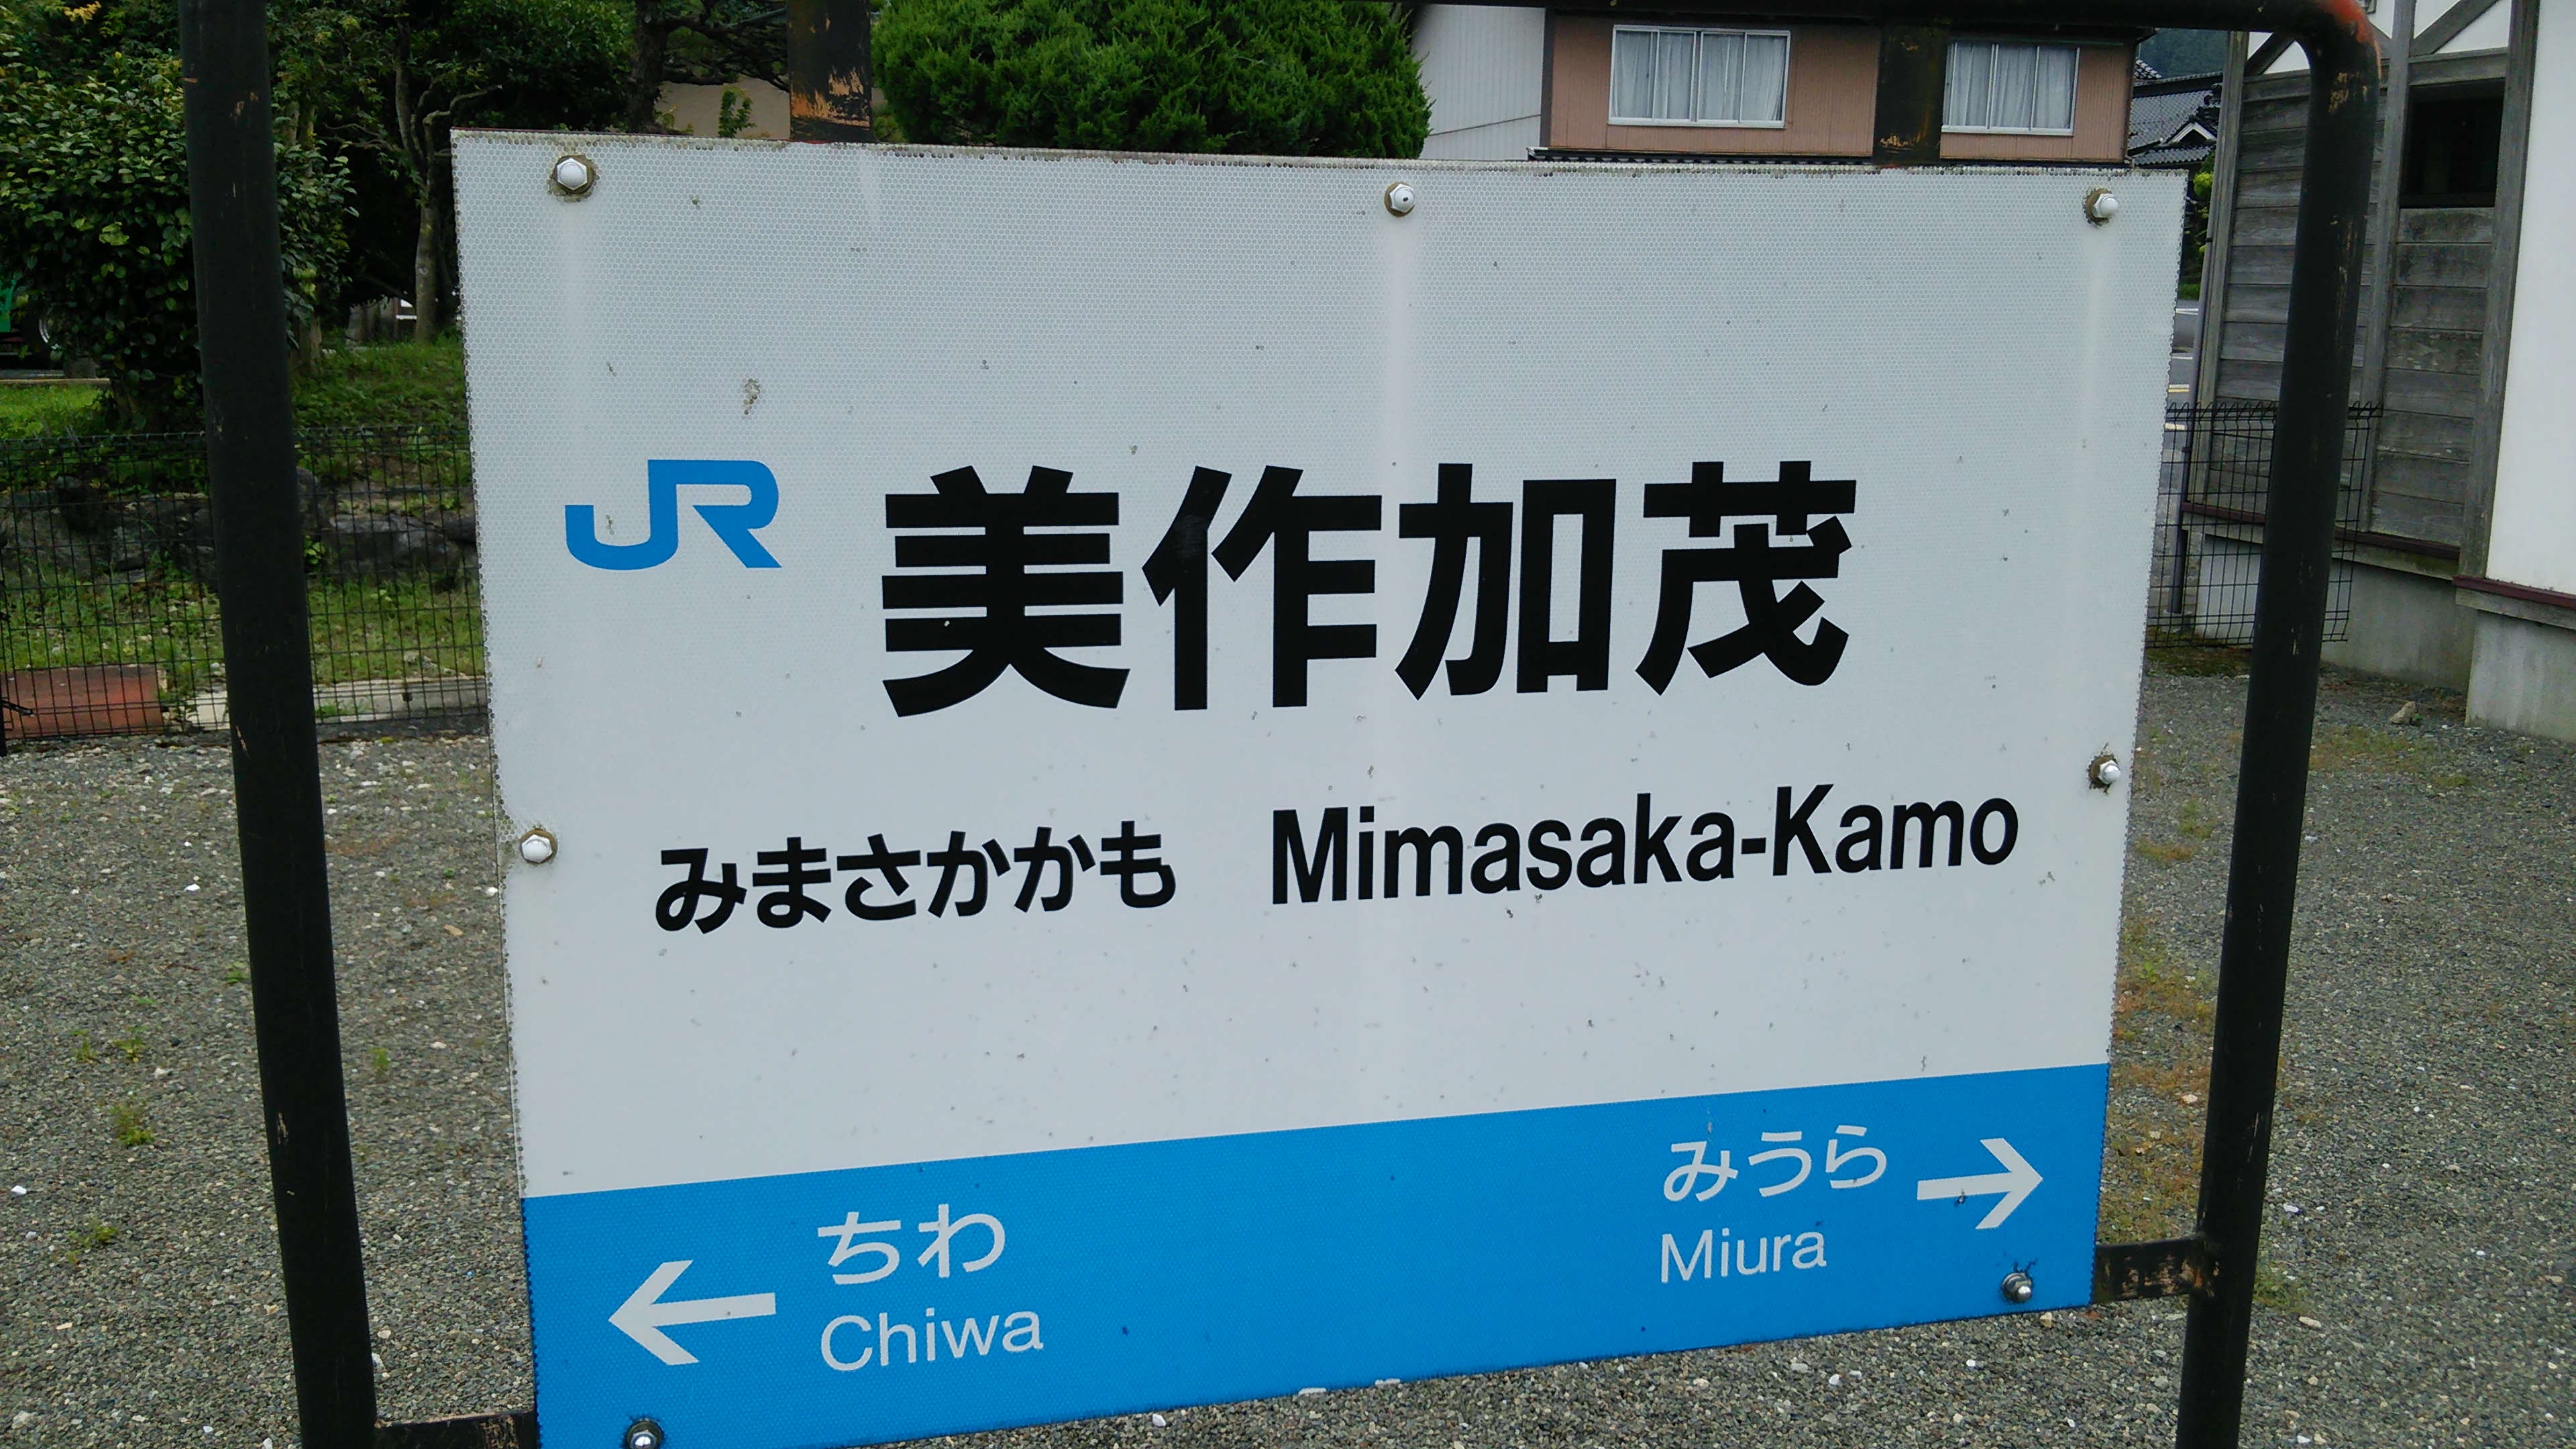 JR 美作加茂
みまさかかも Mimasaka-Kamo
← ちわ
Chiwa
みうら →
Miura